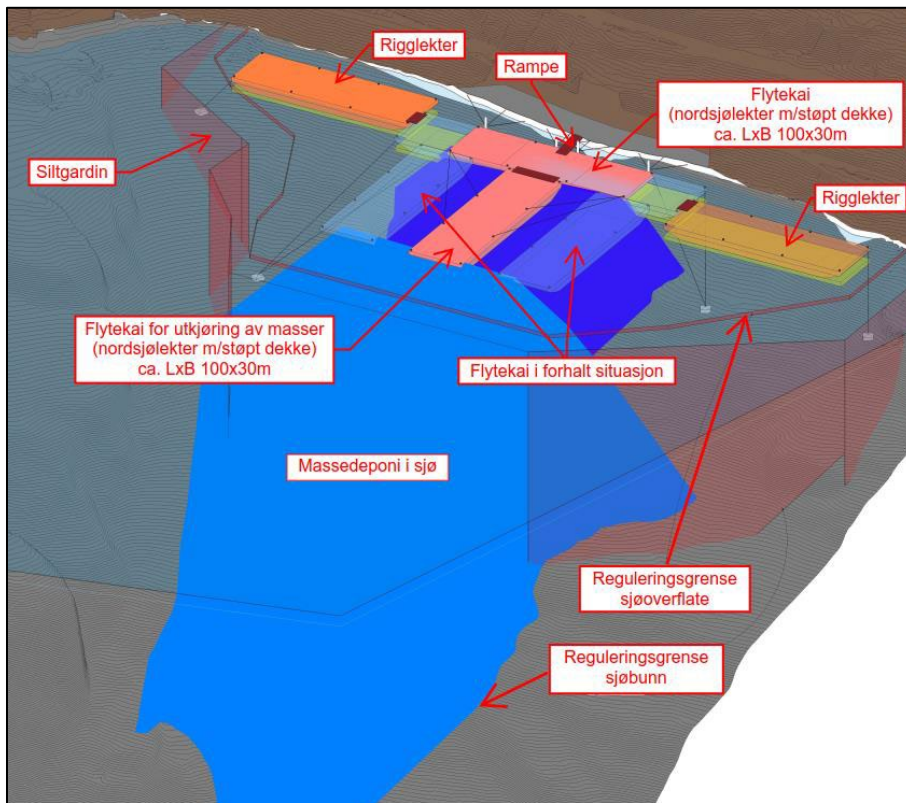 Rigglekter
Rampe
Flytekai
(nordsjølekter m/støpt dekke)
ca. LxB 100x30m
Siltgardin
Rigglekter
Flytekai for utkjøring av masser
(nordsjølekter m/støpt dekke)
ca. LxB 100x30m
Flytekai i forhalt situasjon
Massedeponi i sjø
Reguleringsgrense
sjøoverflate
Reguleringsgrense
sjøbunn